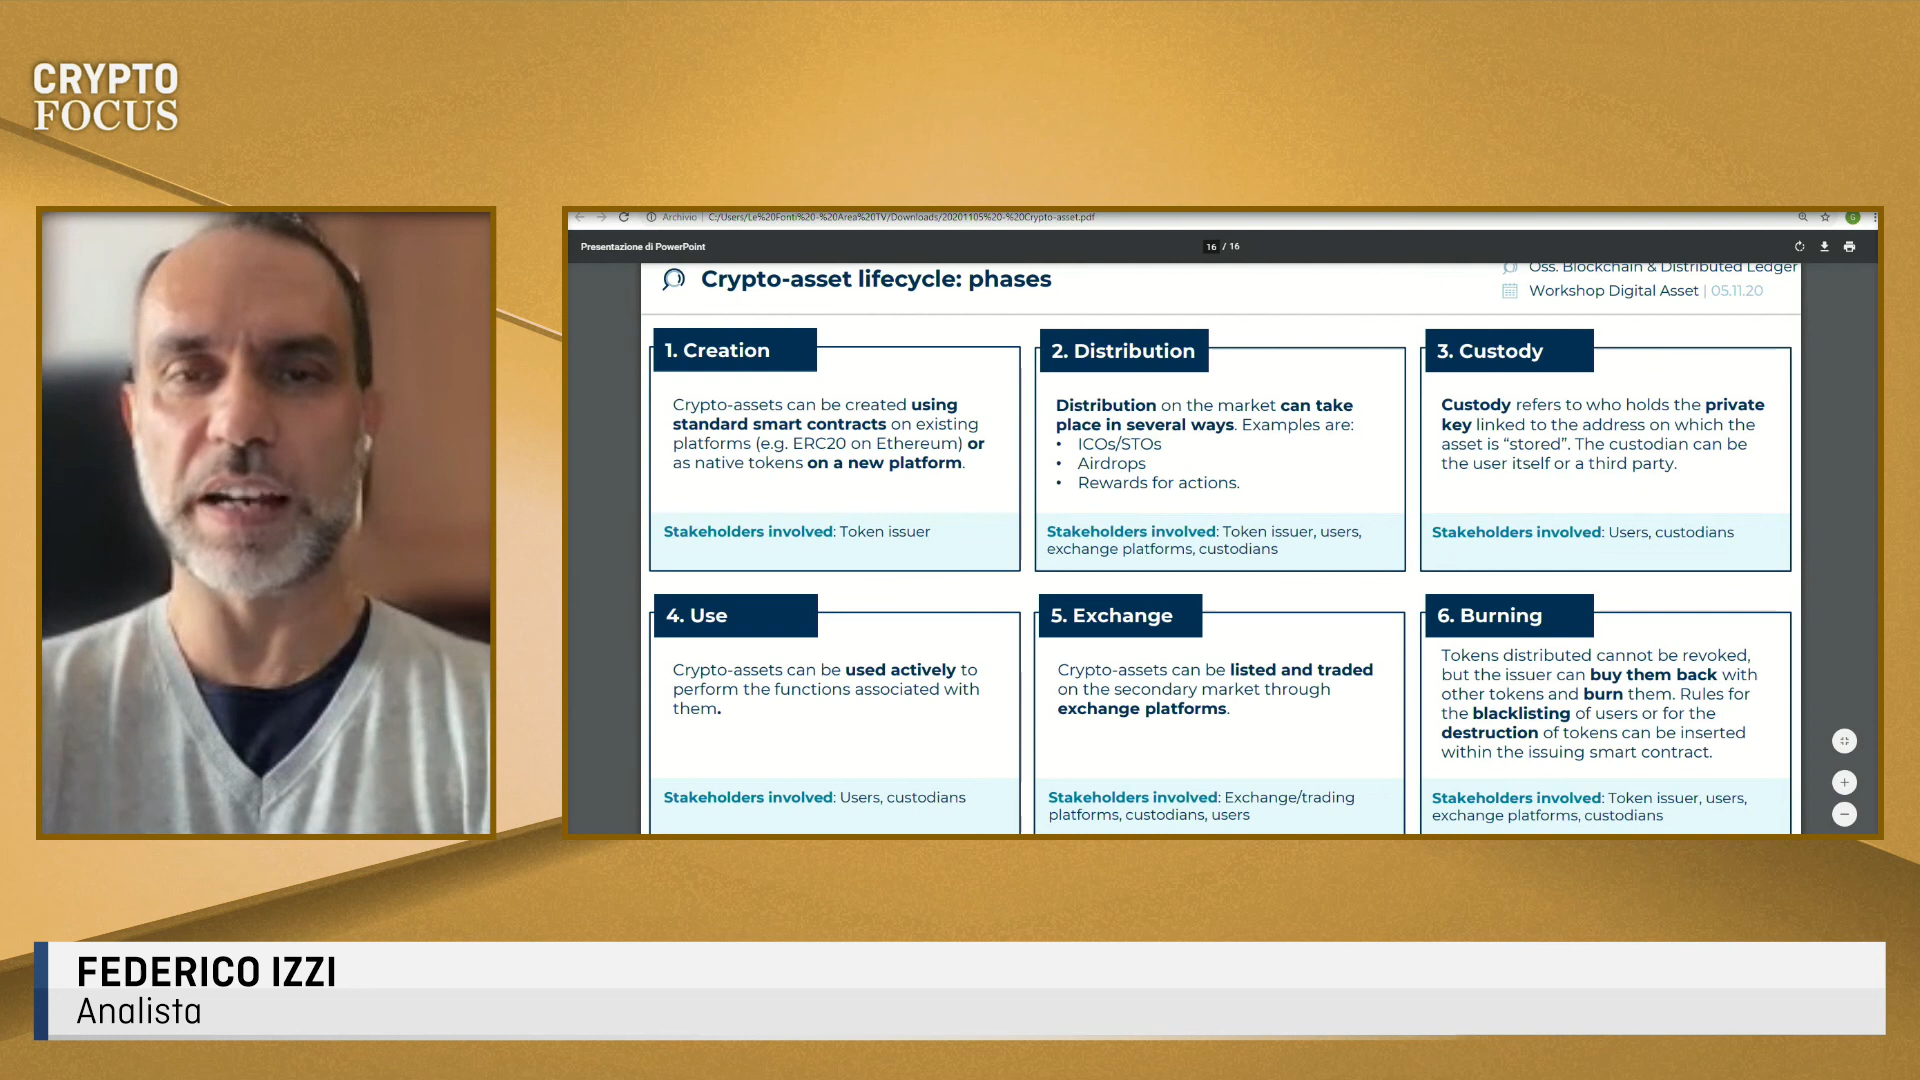 CRYPTO
FOCUS
Archivio | C:/Users/Le%20Fonti%20-%20Area%20TV/Downloads/20201105%20-%20Crypto-asset.pdf
G
Presentazione di PowerPoint
16 / 16
Crypto-asset lifecycle: phases
Oss. Blockchain & Distributed Ledger
Workshop Digital Asset | 05.11.20
1. Creation
Crypto-assets can be created using
standard smart contracts on existing
platforms (e.g. ERC20 on Ethereum) or
as native tokens on a new platform.
Stakeholders involved: Token issuer
2. Distribution
Distribution on the market can take
place in several ways. Examples are:
• ICOs/STOs
• Airdrops
• Rewards for actions.
Stakeholders involved: Token issuer, users,
exchange platforms, custodians
3. Custody
Custody refers to who holds the private
key linked to the address on which the
asset is “stored”. The custodian can be
the user itself or a third party.
Stakeholders involved: Users, custodians
4. Use
Crypto-assets can be used actively to
perform the functions associated with
them.
Stakeholders involved: Users, custodians
5. Exchange
Crypto-assets can be listed and traded
on the secondary market through
exchange platforms.
Stakeholders involved: Exchange/trading
platforms, custodians, users
6. Burning
Tokens distributed cannot be revoked,
but the issuer can buy them back with
other tokens and burn them. Rules for
the blacklisting of users or for the
destruction of tokens can be inserted
within the issuing smart contract.
Stakeholders involved: Token issuer, users,
exchange platforms, custodians
FEDERICO IZZI
Analista